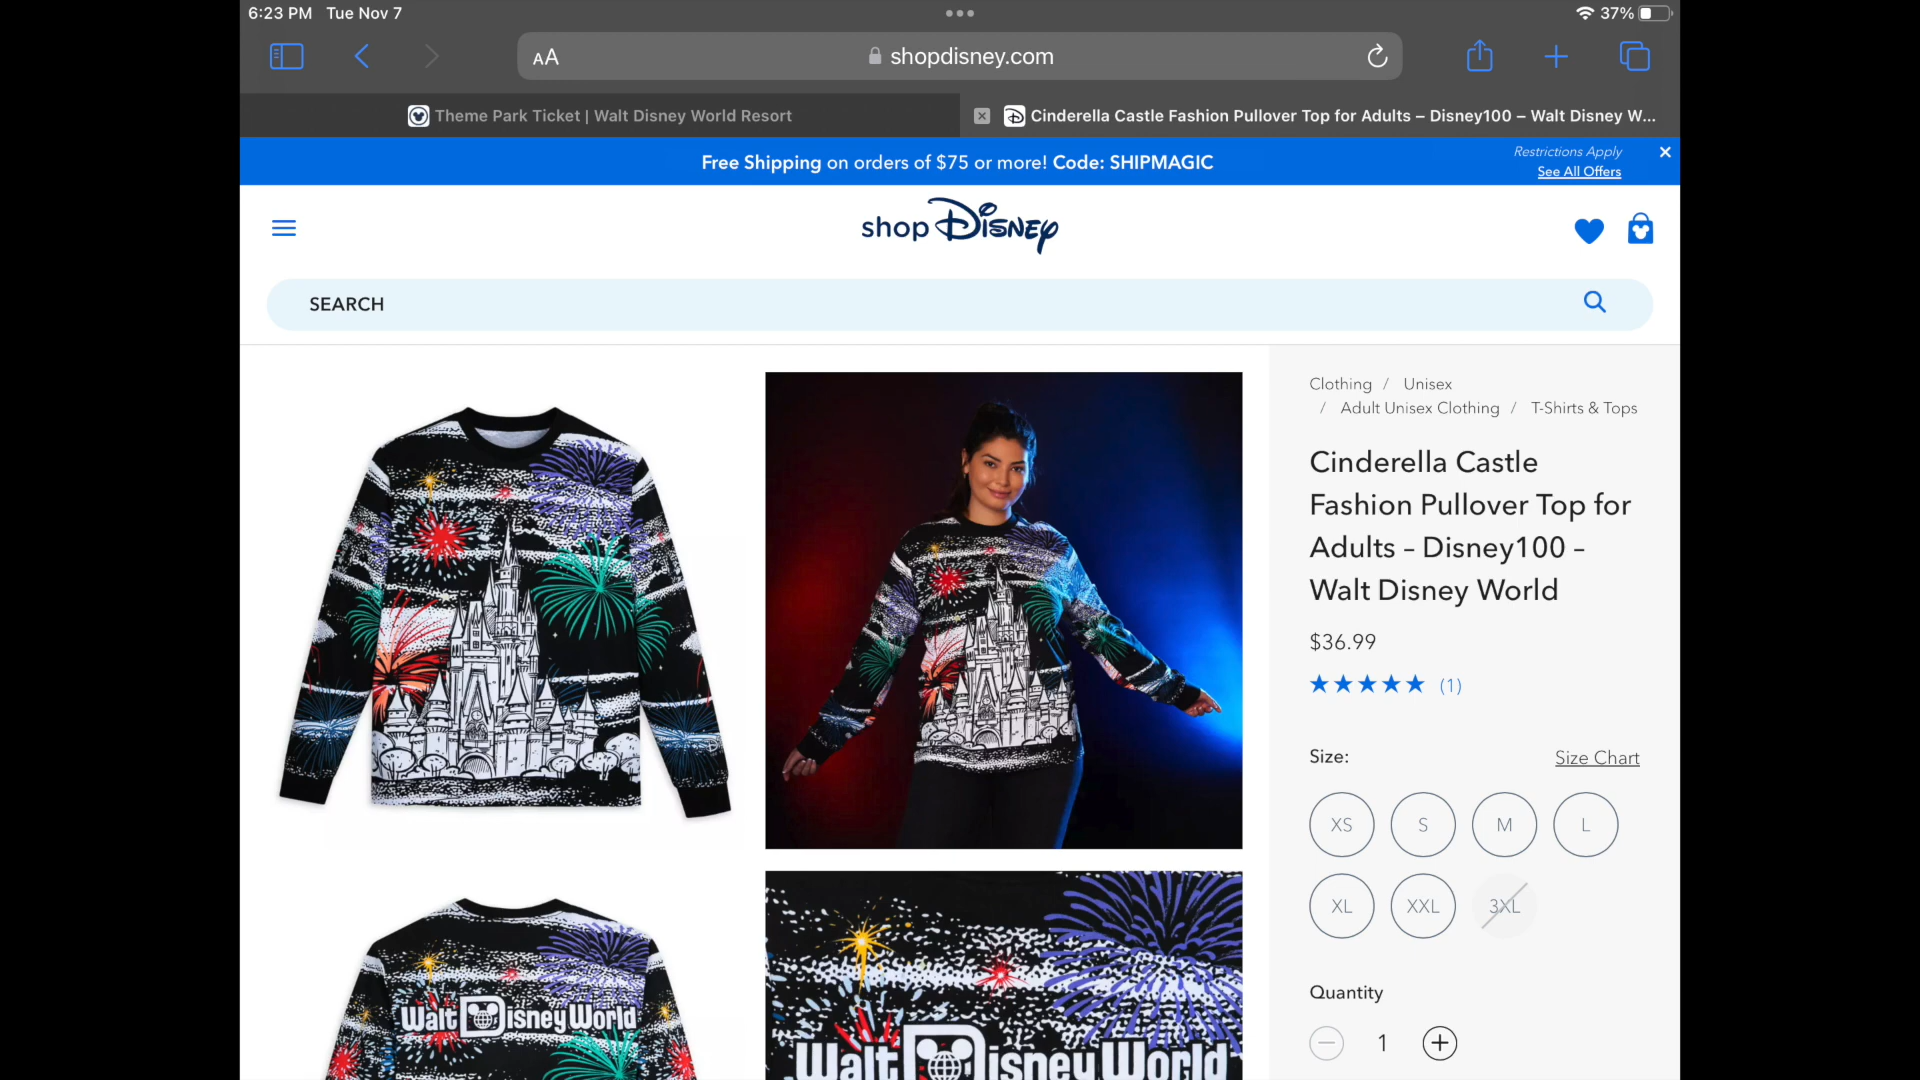 6:23 PM Tue Nov 7
37%
AA
shopdisney.com
Theme Park Ticket | Walt Disney World Resort
Cinderella Castle Fashion Pullover Top for Adults – Disney100 – Walt Disney W...
Free Shipping on orders of $75 or more! Code: SHIPMAGIC
Restrictions Apply
See All Offers
shop Disney
SEARCH
Clothing / Unisex
/ Adult Unisex Clothing / T-Shirts & Tops
Cinderella Castle
Fashion Pullover Top for
Adults – Disney100 –
Walt Disney World
$36.99
(1)
Size:
Size Chart
XS
S
M
L
XL
XXL
3XL
Quantity
1
Walt Disney World
Walt Disney World